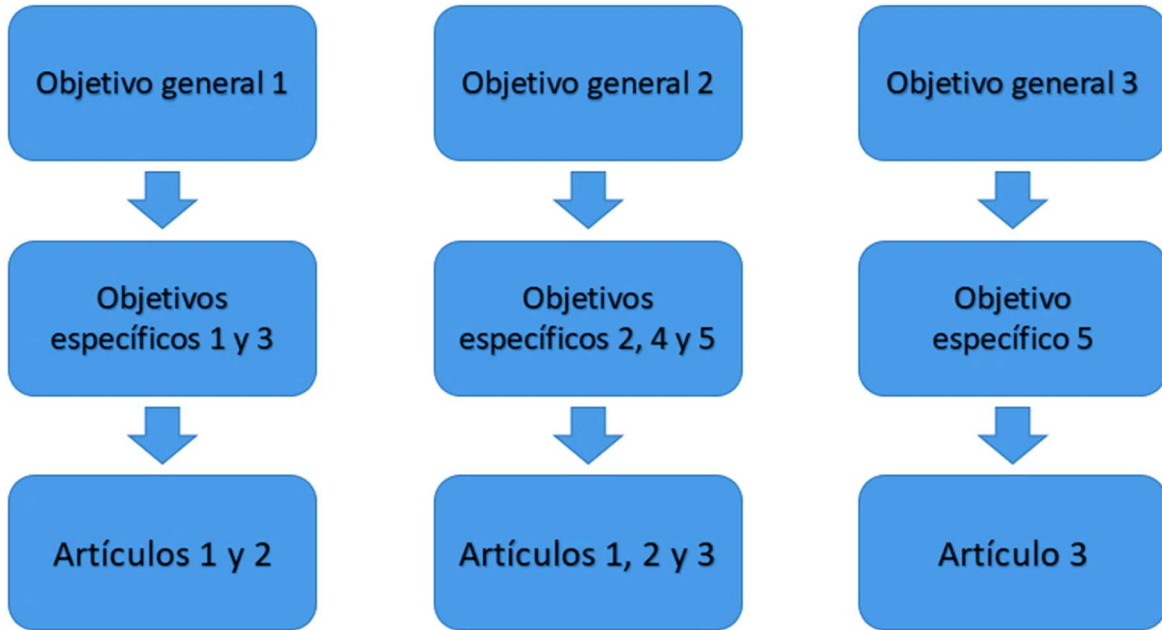 Objetivo general 1
Objetivo general 2
Objetivo general 3
Objetivos
específicos 1 y 3
Objetivos
específicos 2, 4 y 5
Objetivo
específico 5
Artículos 1 y 2
Artículos 1, 2 y 3
Artículo 3